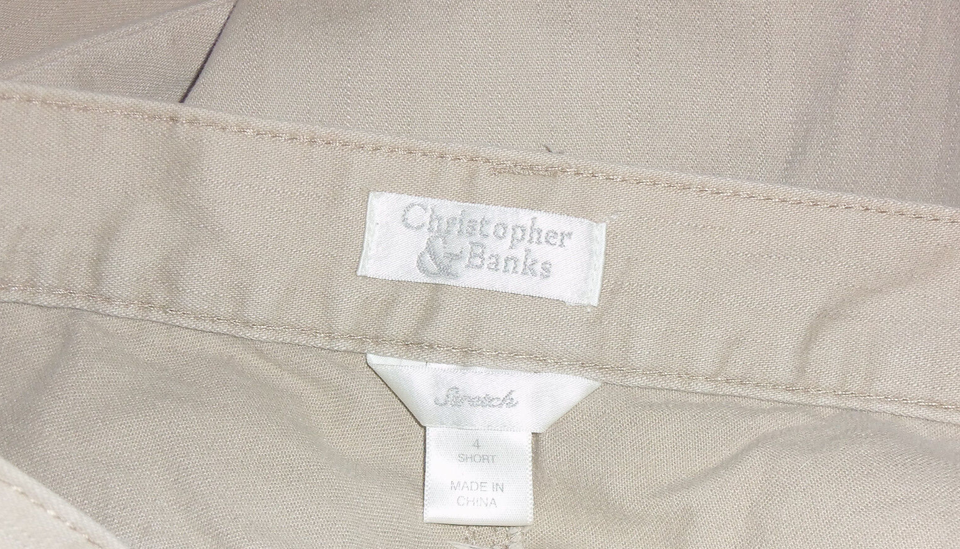 Christopher
& Banks
Stretch
4
SHORT
MADE IN
CHINA